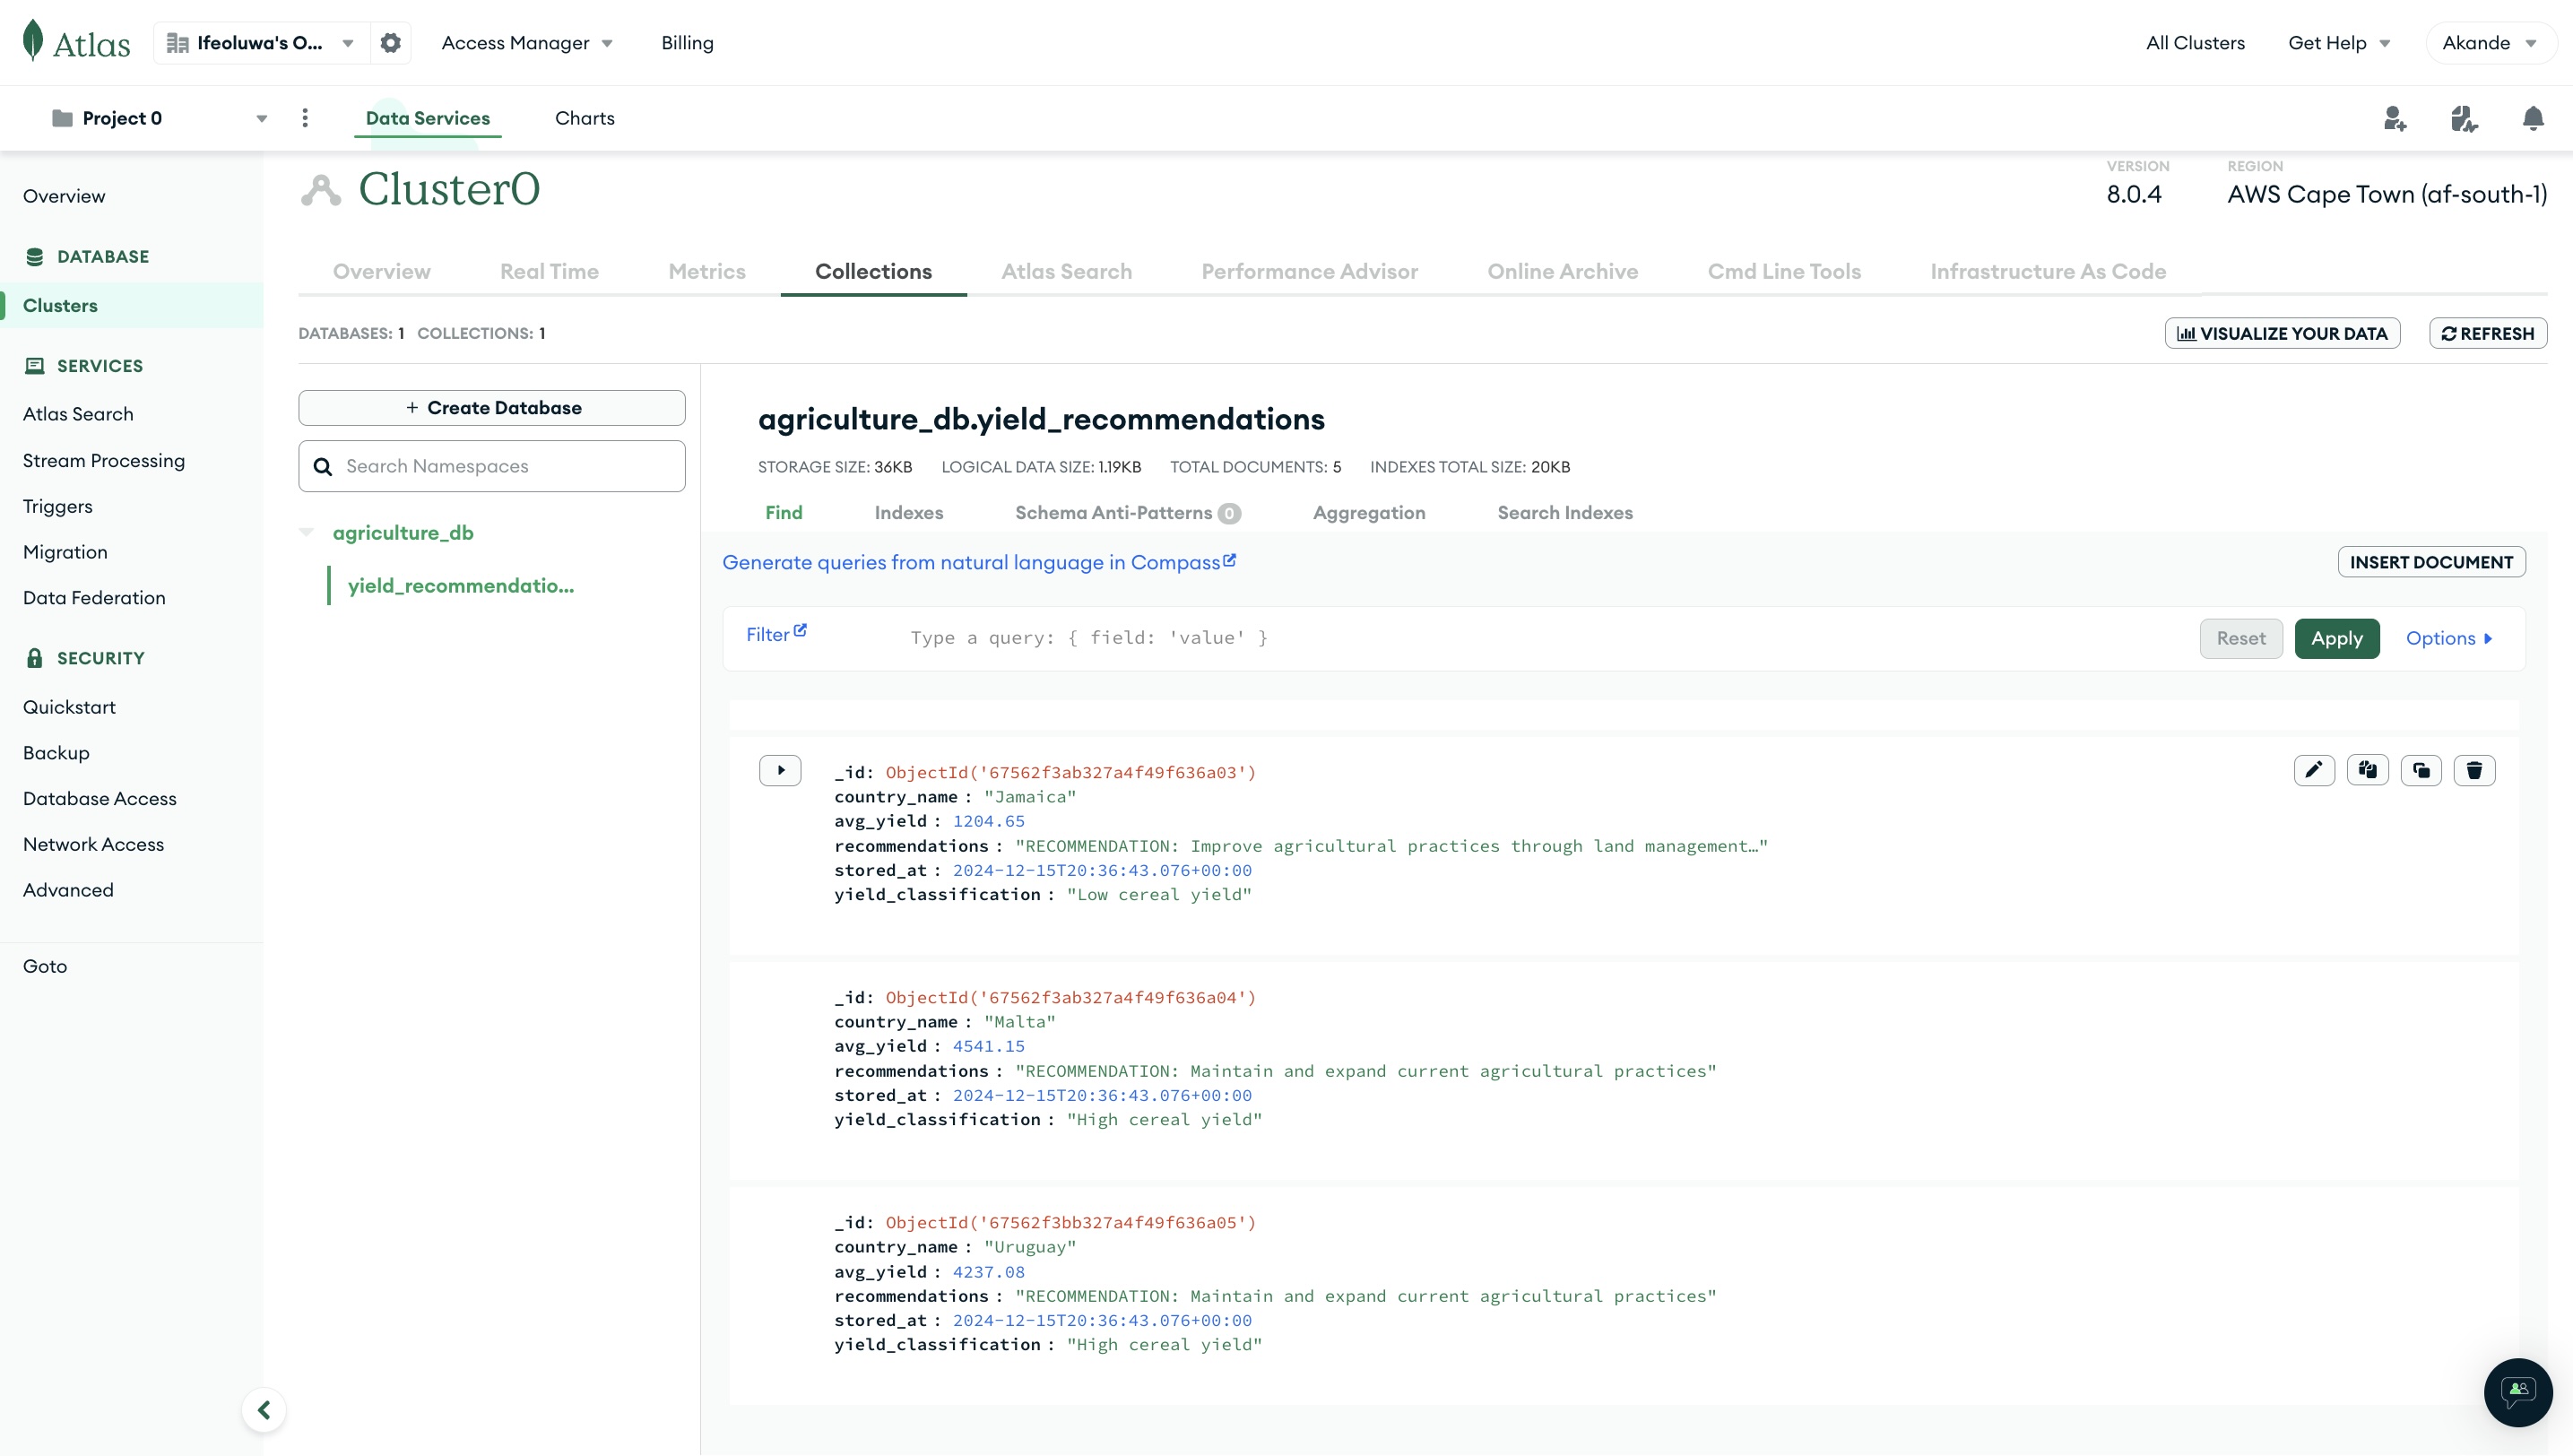 Atlas
Ifeoluwa's O...
Access Manager
Billing
All Clusters
Get Help
Akande
Project 0
Data Services
Charts
Overview
DATABASE
Clusters
SERVICES
Atlas Search
Stream Processing
Triggers
Migration
Data Federation
SECURITY
Quickstart
Backup
Database Access
Network Access
Advanced
Goto
Cluster0
VERSION
8.0.4
REGION
AWS Cape Town (af-south-1)
Overview
Real Time
Metrics
Collections
Atlas Search
Performance Advisor
Online Archive
Cmd Line Tools
Infrastructure As Code
DATABASES: 1 COLLECTIONS: 1
VISUALIZE YOUR DATA
REFRESH
+ Create Database
Search Namespaces
agriculture_db
yield_recommendatio...
agriculture_db.yield_recommendations
STORAGE SIZE: 36KB LOGICAL DATA SIZE: 1.19KB TOTAL DOCUMENTS: 5 INDEXES TOTAL SIZE: 20KB
Find
Indexes
Schema Anti-Patterns 0
Aggregation
Search Indexes
Generate queries from natural language in Compass
INSERT DOCUMENT
Filter
Type a query: { field: 'value' }
Reset
Apply
Options
_id: ObjectId('67562f3ab327a4f49f636a03')
country_name : "Jamaica"
avg_yield : 1204.65
recommendations : "RECOMMENDATION: Improve agricultural practices through land management…"
stored_at : 2024-12-15T20:36:43.076+00:00
yield_classification : "Low cereal yield"
_id: ObjectId('67562f3ab327a4f49f636a04')
country_name : "Malta"
avg_yield : 4541.15
recommendations : "RECOMMENDATION: Maintain and expand current agricultural practices"
stored_at : 2024-12-15T20:36:43.076+00:00
yield_classification : "High cereal yield"
_id: ObjectId('67562f3bb327a4f49f636a05')
country_name : "Uruguay"
avg_yield : 4237.08
recommendations : "RECOMMENDATION: Maintain and expand current agricultural practices"
stored_at : 2024-12-15T20:36:43.076+00:00
yield_classification : "High cereal yield"